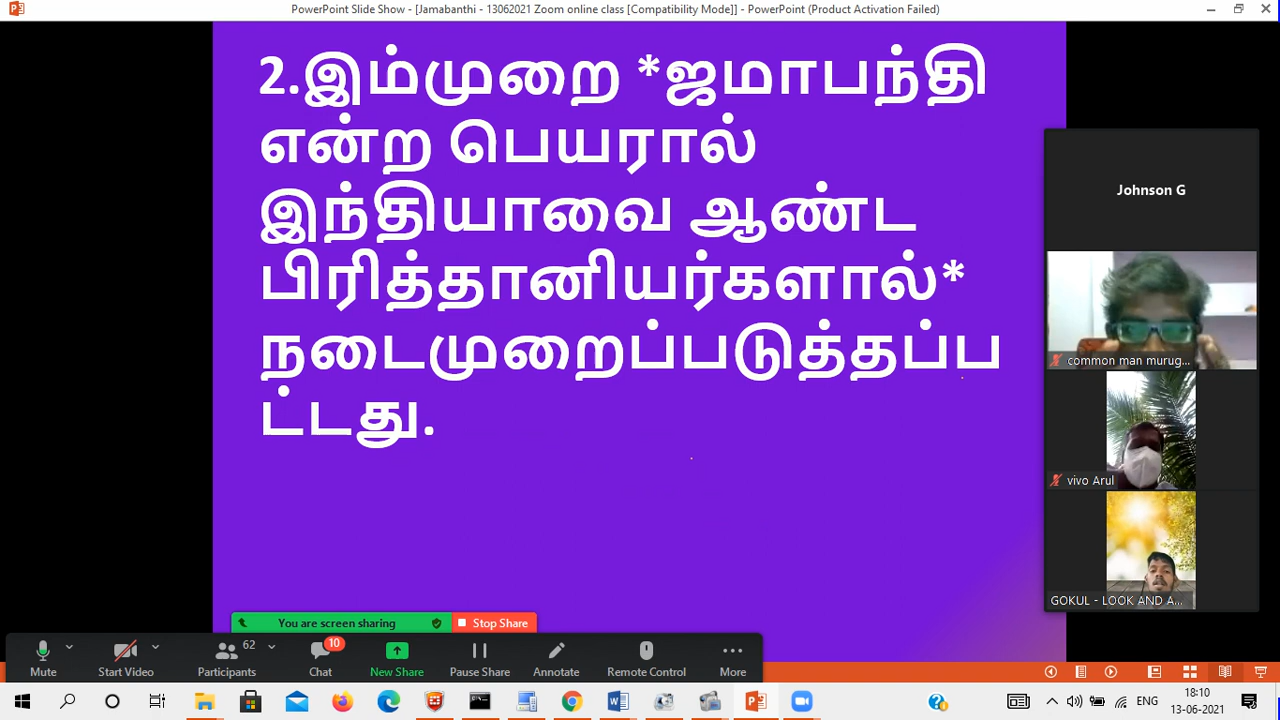 PowerPoint Slide Show - [Jamabanthi - 13062021 Zoom online class [Compatibility Mode]] - PowerPoint (Product Activation Failed)
2.இம்முறை *ஜமாபந்தி
என்ற பெயரால்
இந்தியாவை ஆண்ட
பிரித்தானியர்களால்*
நடைமுறைப்படுத்தப்ப
ட்டது.
Johnson G
common man murug...
vivo Arul
GOKUL - LOOK AND A...
You are screen sharing
Stop Share
Mute
Start Video
62
Participants
10
Chat
New Share
Pause Share
Annotate
Remote Control
More
ENG
18:10
13-06-2021